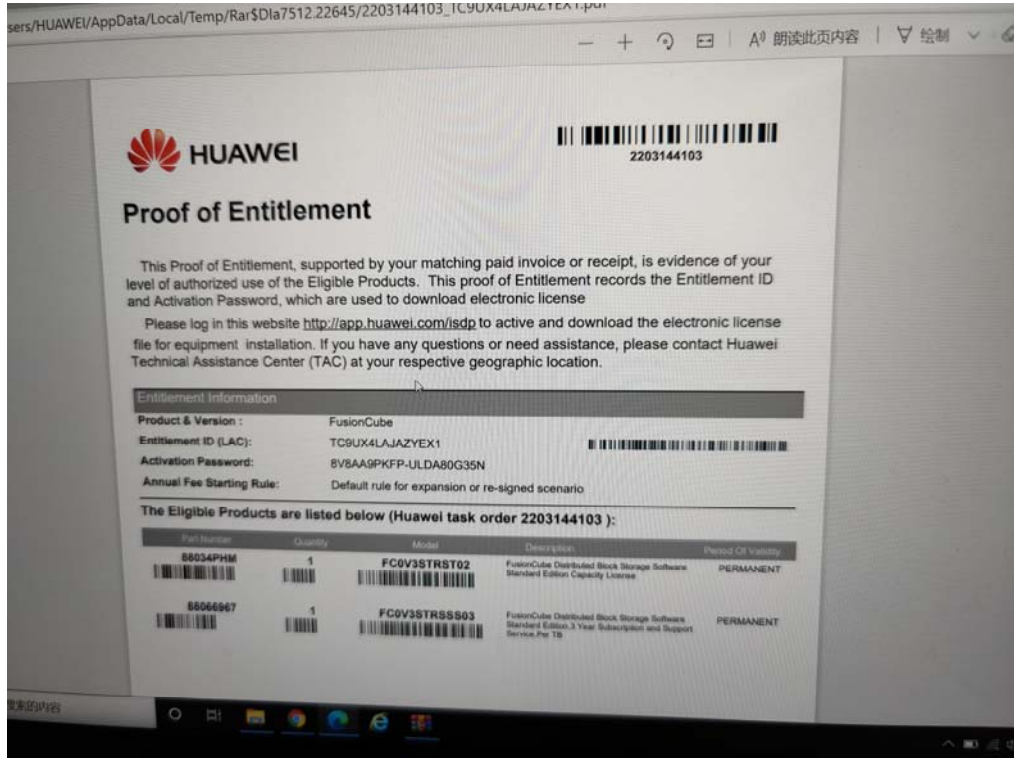 sers/HUAWEI/AppData/Local/Temp/Rar$DIa7512.22645/2203144103_TC9UX4LAJAZYEX1.pdf
朗读此页内容 绘制
HUAWEI
2203144103
Proof of Entitlement
This Proof of Entitlement, supported by your matching paid invoice or receipt, is evidence of your
level of authorized use of the Eligible Products. This proof of Entitlement records the Entitlement ID
and Activation Password, which are used to download electronic license
Please log in this website http://app.huawei.com/isdp to active and download the electronic license
file for equipment installation. If you have any questions or need assistance, please contact Huawei
Technical Assistance Center (TAC) at your respective geographic location.
Entitlement Information
Product & Version : FusionCube
Entitlement ID (LAC): TC9UX4LAJAZYEX1
Activation Password: 8V8AA9PKFP-ULDA80G35N
Annual Fee Starting Rule: Default rule for expansion or re-signed scenario
The Eligible Products are listed below (Huawei task order 2203144103 ):
Part Number Quantity Model Description Period Of Validity
88034PHM 1 FC0V3STRST02 FusionCube Distributed Block Storage Software PERMANENT
Standard Edition Capacity License
88066967 1 FC0V3STRSSS03 FusionCube Distributed Block Storage Software PERMANENT
Standard Edition,3 Year Subscription and Support
Service,Per TB
搜索的内容